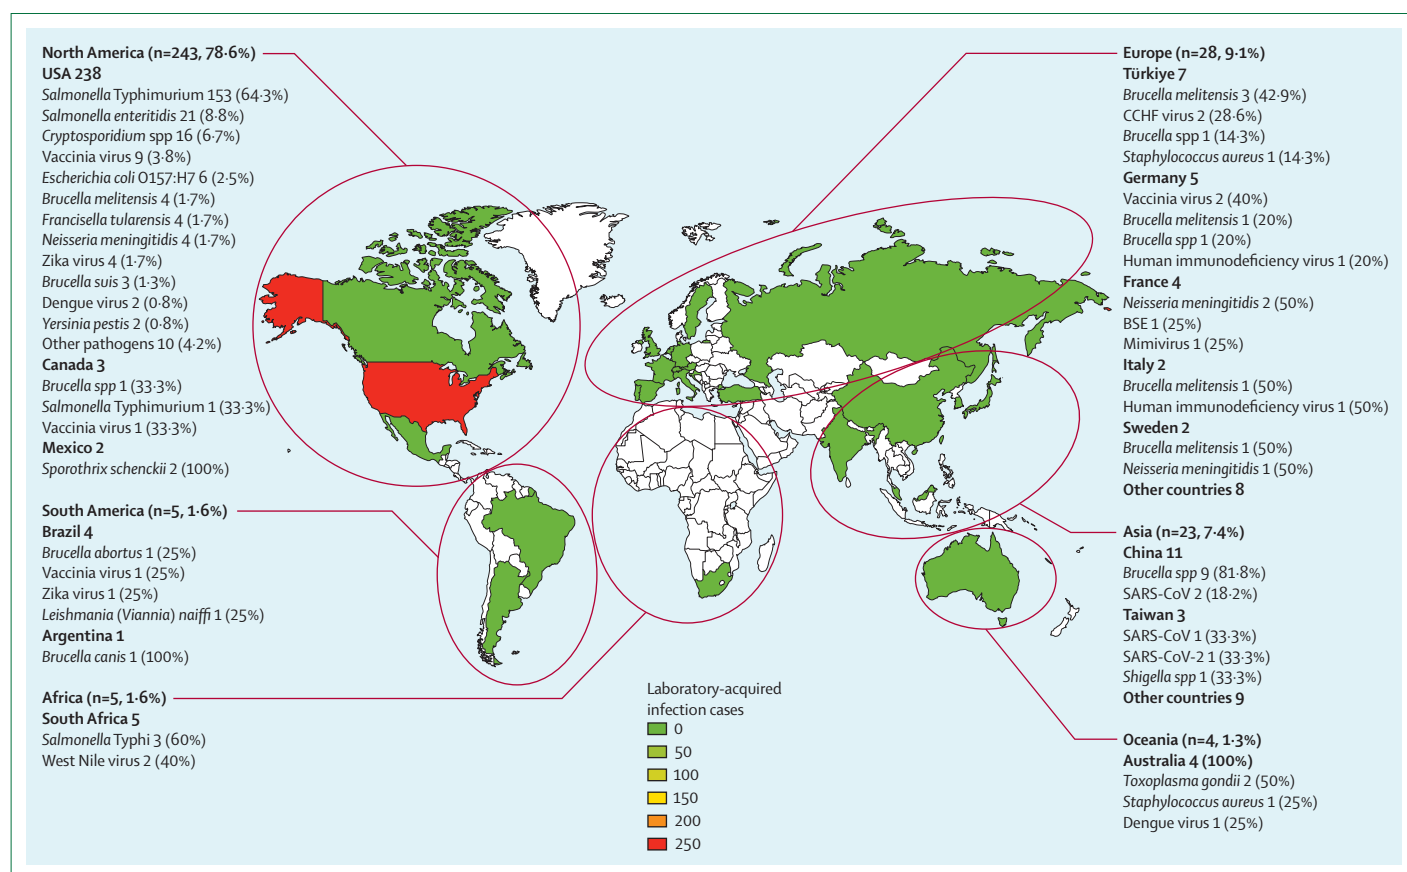 North America (n=243, 78·6%)
USA 238
Salmonella Typhimurium 153 (64·3%)
Salmonella enteritidis 21 (8·8%)
Cryptosporidium spp 16 (6·7%)
Vaccinia virus 9 (3·8%)
Escherichia coli O157:H7 6 (2·5%)
Brucella melitensis 4 (1·7%)
Francisella tularensis 4 (1·7%)
Neisseria meningitidis 4 (1·7%)
Zika virus 4 (1·7%)
Brucella suis 3 (1·3%)
Dengue virus 2 (0·8%)
Yersinia pestis 2 (0·8%)
Other pathogens 10 (4·2%)
Canada 3
Brucella spp 1 (33·3%)
Salmonella Typhimurium 1 (33·3%)
Vaccinia virus 1 (33·3%)
Mexico 2
Sporothrix schenckii 2 (100%)
South America (n=5, 1·6%)
Brazil 4
Brucella abortus 1 (25%)
Vaccinia virus 1 (25%)
Zika virus 1 (25%)
Leishmania (Viannia) naiffi 1 (25%)
Argentina 1
Brucella canis 1 (100%)
Africa (n=5, 1·6%)
South Africa 5
Salmonella Typhi 3 (60%)
West Nile virus 2 (40%)
Laboratory-acquired
infection cases
0
50
100
150
200
250
Europe (n=28, 9·1%)
Türkiye 7
Brucella melitensis 3 (42·9%)
CCHF virus 2 (28·6%)
Brucella spp 1 (14·3%)
Staphylococcus aureus 1 (14·3%)
Germany 5
Vaccinia virus 2 (40%)
Brucella melitensis 1 (20%)
Brucella spp 1 (20%)
Human immunodeficiency virus 1 (20%)
France 4
Neisseria meningitidis 2 (50%)
BSE 1 (25%)
Mimivirus 1 (25%)
Italy 2
Brucella melitensis 1 (50%)
Human immunodeficiency virus 1 (50%)
Sweden 2
Brucella melitensis 1 (50%)
Neisseria meningitidis 1 (50%)
Other countries 8
Asia (n=23, 7·4%)
China 11
Brucella spp 9 (81·8%)
SARS-CoV 2 (18·2%)
Taiwan 3
SARS-CoV 1 (33·3%)
SARS-CoV-2 1 (33·3%)
Shigella spp 1 (33·3%)
Other countries 9
Oceania (n=4, 1·3%)
Australia 4 (100%)
Toxoplasma gondii 2 (50%)
Staphylococcus aureus 1 (25%)
Dengue virus 1 (25%)